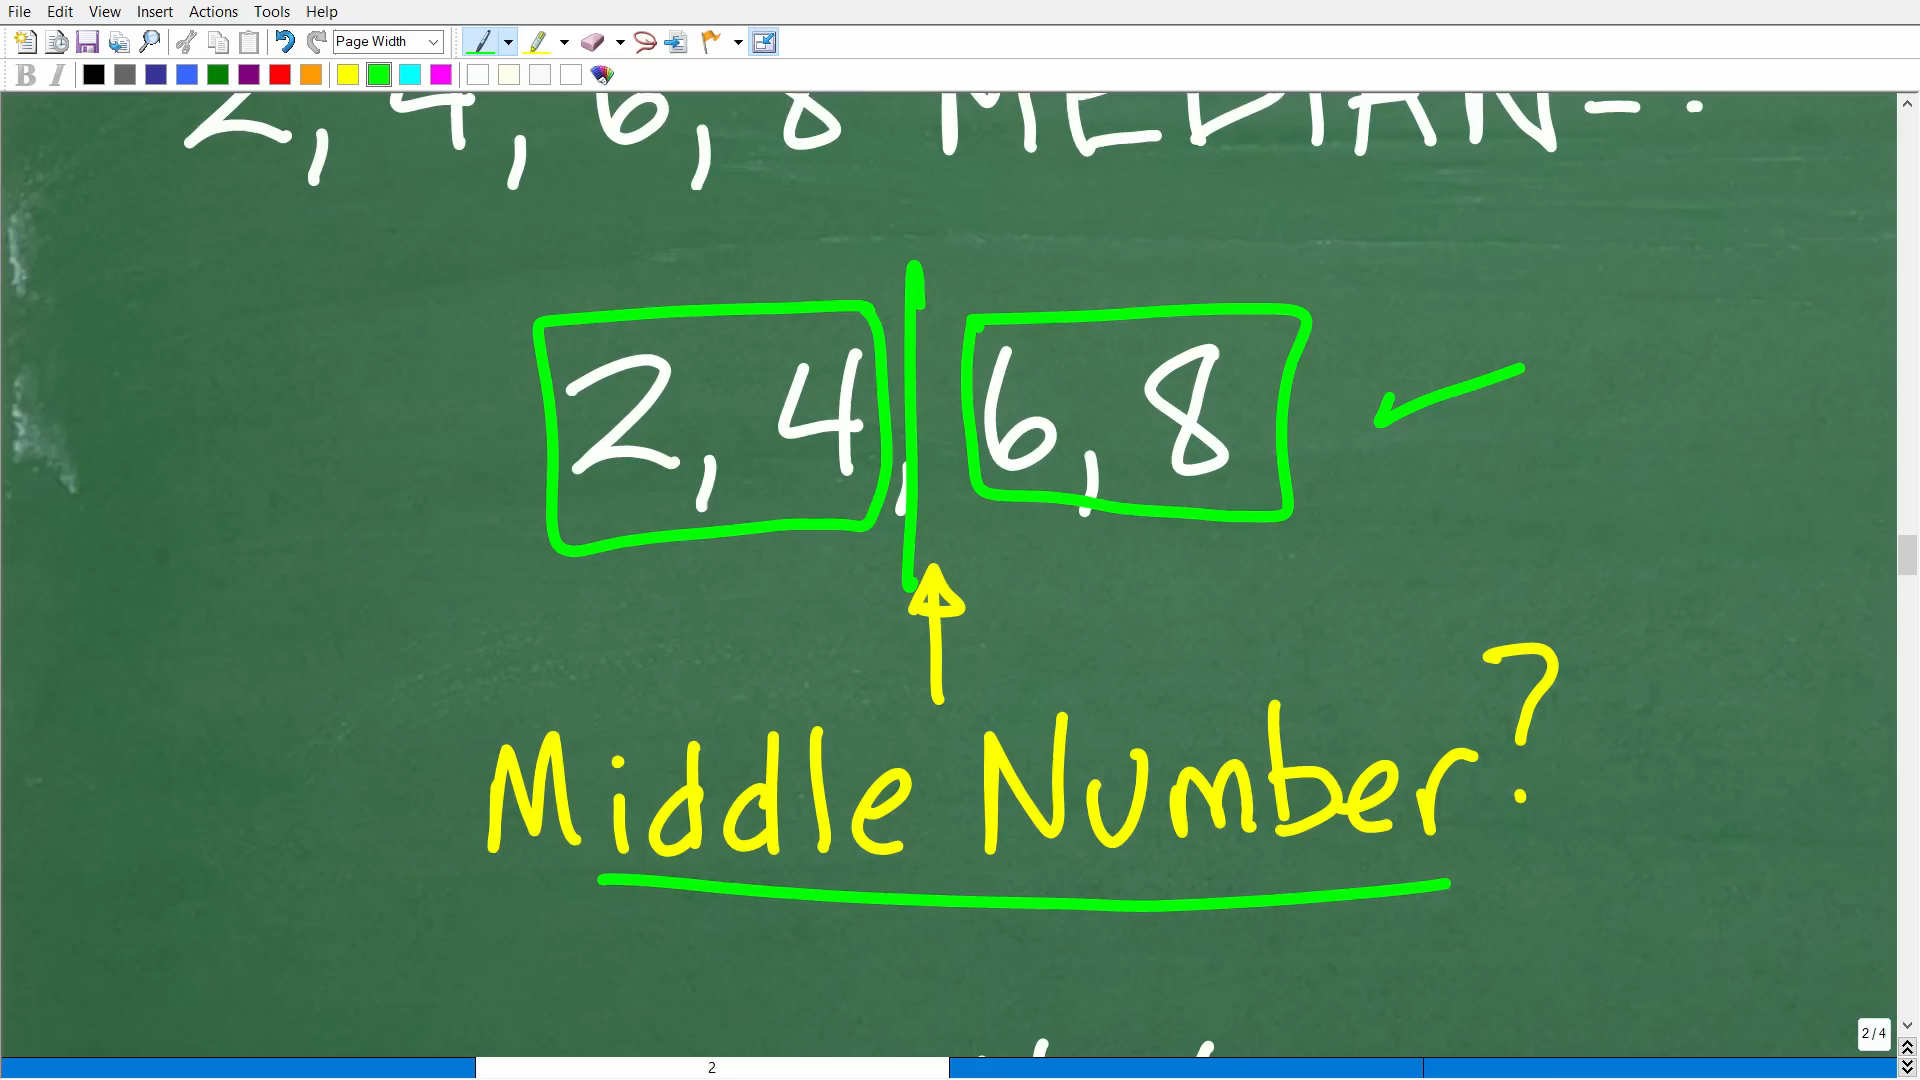 File Edit View Insert Actions Tools Help
Page Width
B I
2, 4, 6, 8 MEDIAN=?
2, 4, 6, 8
Middle Number?
2 / 4
2